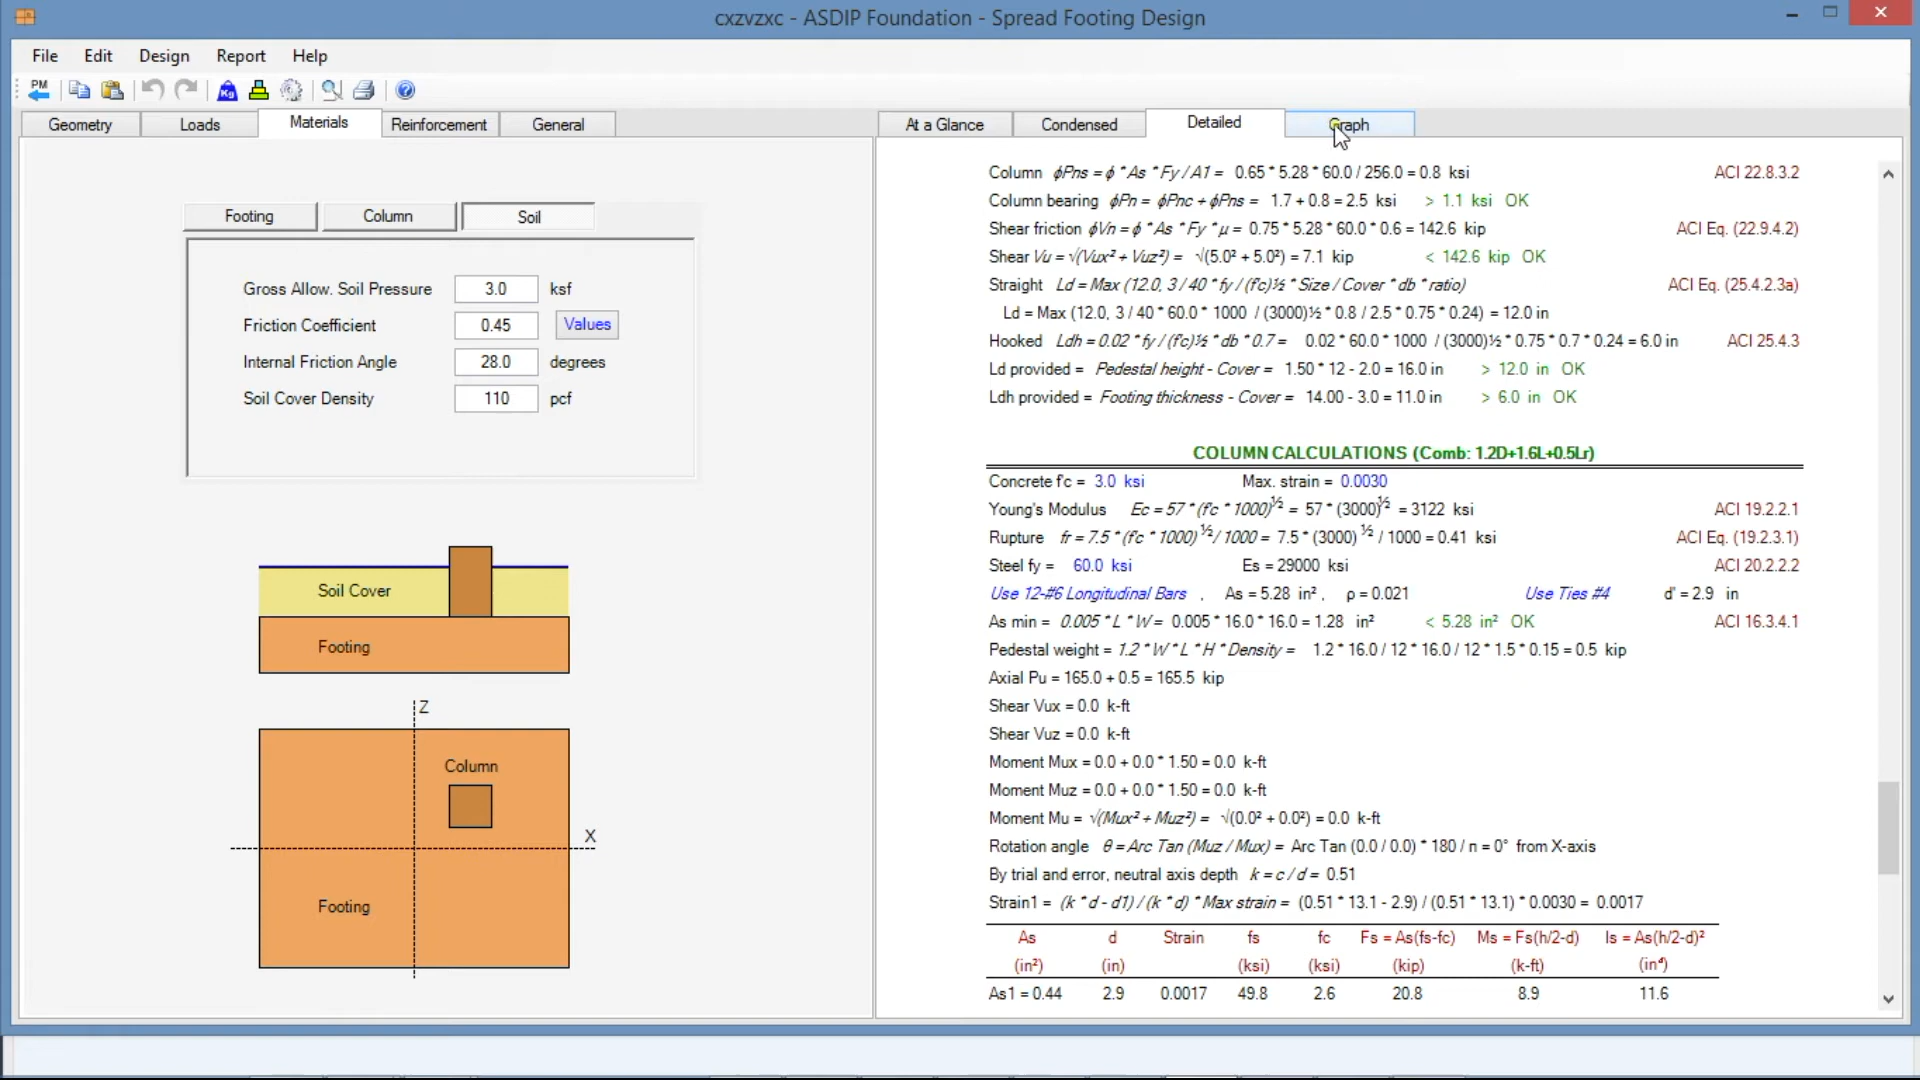 cxzvzxc - ASDIP Foundation - Spread Footing Design
File Edit Design Report Help
PM Kg ?
Geometry Loads Materials Reinforcement General
At a Glance Condensed Detailed Graph
Footing Column Soil
Gross Allow. Soil Pressure 3.0 ksf
Friction Coefficient 0.45 Values
Internal Friction Angle 28.0 degrees
Soil Cover Density 110 pcf
Soil Cover
Footing
Z
Column
X
Footing
Column ϕPns = ϕ * As * Fy / A1 = 0.65 * 5.28 * 60.0 / 256.0 = 0.8 ksi ACI 22.8.3.2
Column bearing ϕPn = ϕPnc + ϕPns = 1.7 + 0.8 = 2.5 ksi > 1.1 ksi OK
Shear friction ϕVn = ϕ * As * Fy * μ = 0.75 * 5.28 * 60.0 * 0.6 = 142.6 kip ACI Eq. (22.9.4.2)
Shear Vu = √(Vux² + Vuz²) = √(5.0² + 5.0²) = 7.1 kip < 142.6 kip OK
Straight Ld = Max (12.0, 3 / 40 * fy / (f'c)½ * Size / Cover * db * ratio) ACI Eq. (25.4.2.3a)
Ld = Max (12.0, 3 / 40 * 60.0 * 1000 / (3000)½ * 0.8 / 2.5 * 0.75 * 0.24) = 12.0 in
Hooked Ldh = 0.02 * fy / (f'c)½ * db * 0.7 = 0.02 * 60.0 * 1000 / (3000)½ * 0.75 * 0.7 * 0.24 = 6.0 in ACI 25.4.3
Ld provided = Pedestal height - Cover = 1.50 * 12 - 2.0 = 16.0 in > 12.0 in OK
Ldh provided = Footing thickness - Cover = 14.00 - 3.0 = 11.0 in > 6.0 in OK
COLUMN CALCULATIONS (Comb: 1.2D+1.6L+0.5Lr)
Concrete f'c = 3.0 ksi Max. strain = 0.0030
Young's Modulus Ec = 57 * (f'c * 1000)½ = 57 * (3000)½ = 3122 ksi ACI 19.2.2.1
Rupture fr = 7.5 * (f'c * 1000) ½ / 1000 = 7.5 * (3000) ½ / 1000 = 0.41 ksi ACI Eq. (19.2.3.1)
Steel fy = 60.0 ksi Es = 29000 ksi ACI 20.2.2.2
Use 12-#6 Longitudinal Bars , As = 5.28 in² , ρ = 0.021 Use Ties #4 d' = 2.9 in
As min = 0.005 * L * W = 0.005 * 16.0 * 16.0 = 1.28 in² < 5.28 in² OK ACI 16.3.4.1
Pedestal weight = 1.2 * W * L * H * Density = 1.2 * 16.0 / 12 * 16.0 / 12 * 1.5 * 0.15 = 0.5 kip
Axial Pu = 165.0 + 0.5 = 165.5 kip
Shear Vux = 0.0 k-ft
Shear Vuz = 0.0 k-ft
Moment Mux = 0.0 + 0.0 * 1.50 = 0.0 k-ft
Moment Muz = 0.0 + 0.0 * 1.50 = 0.0 k-ft
Moment Mu = √(Mux² + Muz²) = √(0.0² + 0.0²) = 0.0 k-ft
Rotation angle θ = Arc Tan (Muz / Mux) = Arc Tan (0.0 / 0.0) * 180 / π = 0° from X-axis
By trial and error, neutral axis depth k = c / d = 0.51
Strain1 = (k * d - d1) / (k * d) * Max strain = (0.51 * 13.1 - 2.9) / (0.51 * 13.1) * 0.0030 = 0.0017
As d Strain fs fc Fs = As(fs-fc) Ms = Fs(h/2-d) Is = As(h/2-d)²
(in²) (in) (ksi) (ksi) (kip) (k-ft) (in⁴)
As1 = 0.44 2.9 0.0017 49.8 2.6 20.8 8.9 11.6